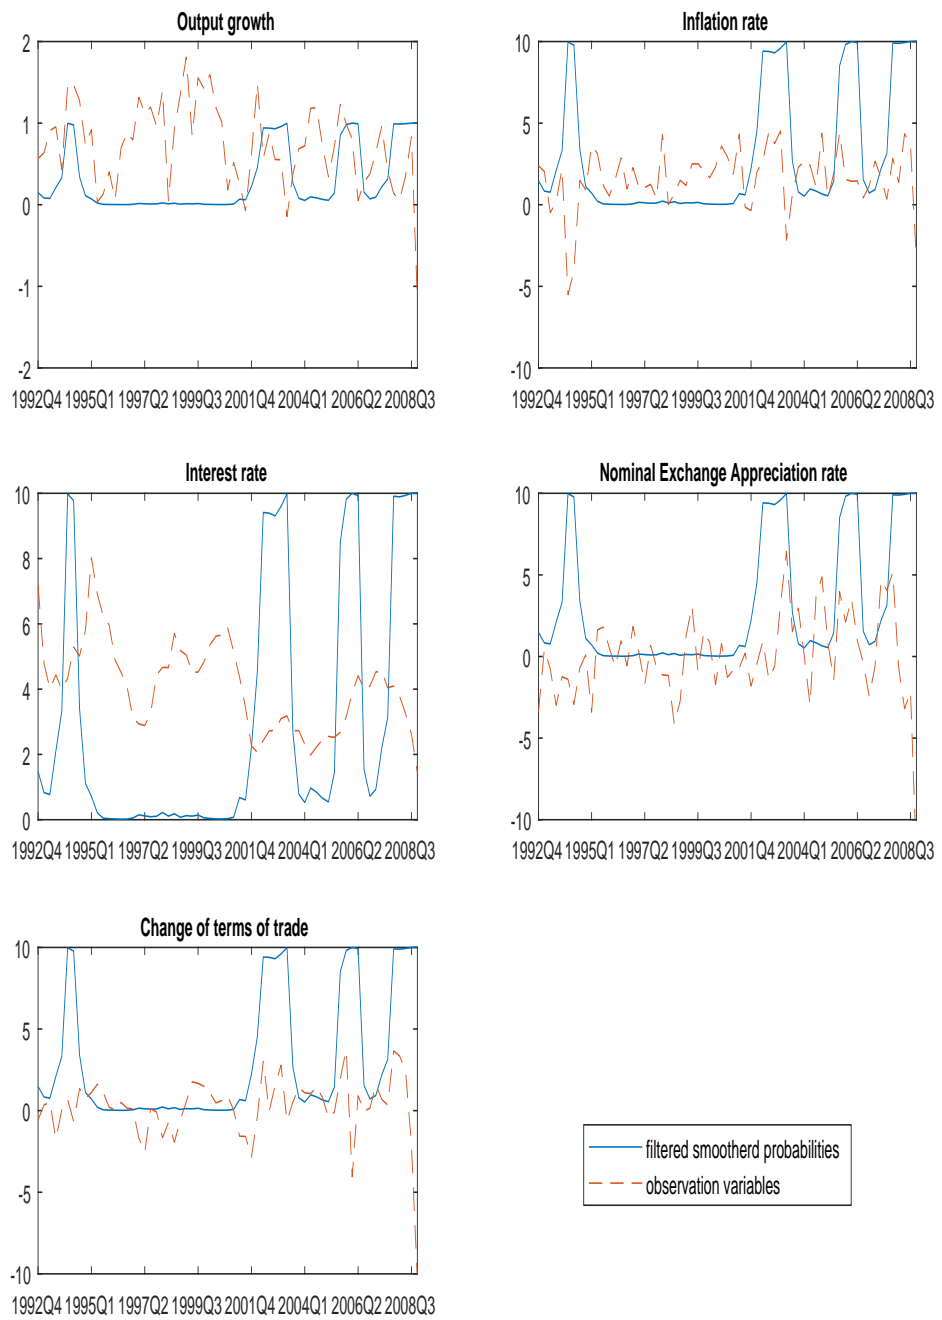 Output growth
2
1
0
-1
-2
1992Q4 1995Q1 1997Q2 1999Q3 2001Q4 2004Q1 2006Q2 2008Q3
Inflation rate
10
5
0
-5
-10
1992Q4 1995Q1 1997Q2 1999Q3 2001Q4 2004Q1 2006Q2 2008Q3
Interest rate
10
8
6
4
2
0
1992Q4 1995Q1 1997Q2 1999Q3 2001Q4 2004Q1 2006Q2 2008Q3
Nominal Exchange Appreciation rate
10
5
0
-5
-10
1992Q4 1995Q1 1997Q2 1999Q3 2001Q4 2004Q1 2006Q2 2008Q3
Change of terms of trade
10
5
0
-5
-10
1992Q4 1995Q1 1997Q2 1999Q3 2001Q4 2004Q1 2006Q2 2008Q3
filtered smootherd probabilities
observation variables